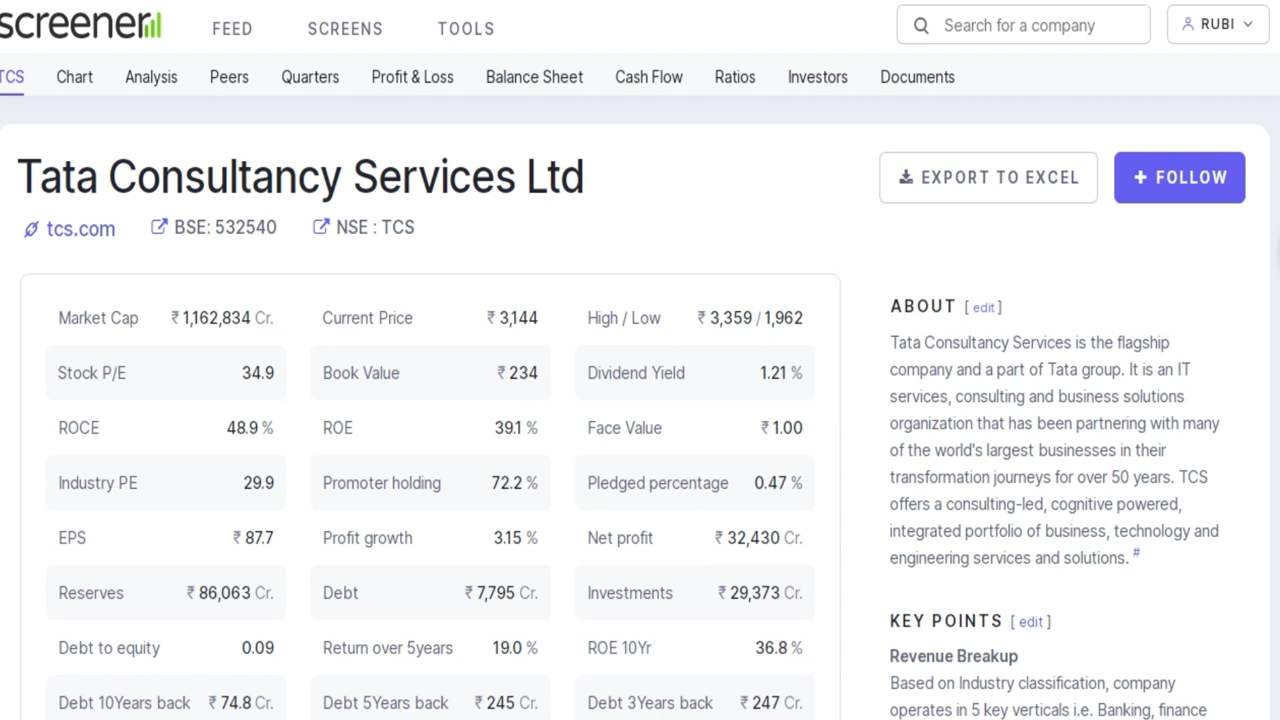 screener
FEED SCREENS TOOLS
Search for a company
RUBI
TCS Chart Analysis Peers Quarters Profit & Loss Balance Sheet Cash Flow Ratios Investors Documents
Tata Consultancy Services Ltd
EXPORT TO EXCEL
+ FOLLOW
tcs.com BSE: 532540 NSE : TCS
Market Cap ₹ 1,162,834 Cr. Current Price ₹ 3,144 High / Low ₹ 3,359 / 1,962
Stock P/E 34.9 Book Value ₹ 234 Dividend Yield 1.21 %
ROCE 48.9 % ROE 39.1 % Face Value ₹ 1.00
Industry PE 29.9 Promoter holding 72.2 % Pledged percentage 0.47 %
EPS ₹ 87.7 Profit growth 3.15 % Net profit ₹ 32,430 Cr.
Reserves ₹ 86,063 Cr. Debt ₹ 7,795 Cr. Investments ₹ 29,373 Cr.
Debt to equity 0.09 Return over 5years 19.0 % ROE 10Yr 36.8 %
Debt 10Years back ₹ 74.8 Cr. Debt 5Years back ₹ 245 Cr. Debt 3Years back ₹ 247 Cr.
ABOUT [ edit ]
Tata Consultancy Services is the flagship
company and a part of Tata group. It is an IT
services, consulting and business solutions
organization that has been partnering with many
of the world's largest businesses in their
transformation journeys for over 50 years. TCS
offers a consulting-led, cognitive powered,
integrated portfolio of business, technology and
engineering services and solutions. #
KEY POINTS [ edit ]
Revenue Breakup
Based on Industry classification, company
operates in 5 key verticals i.e. Banking, finance